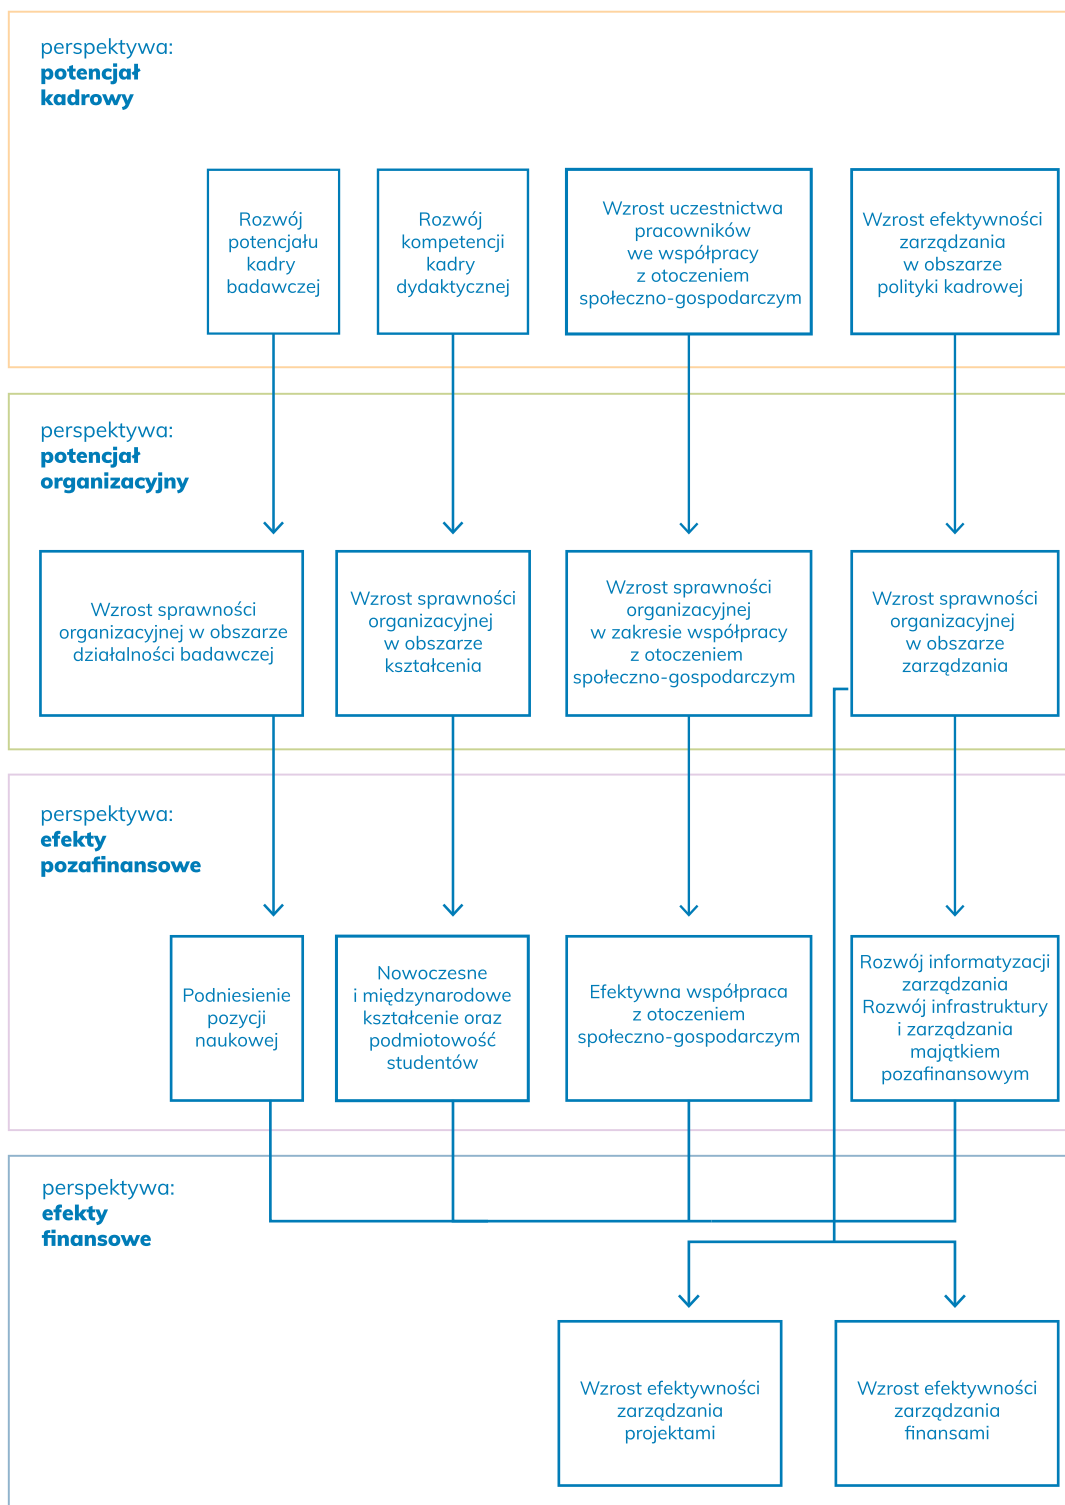 perspektywa:
potencjał
kadrowy
Rozwój
potencjału
kadry
badawczej
Rozwój
kompetencji
kadry
dydaktycznej
Wzrost uczestnictwa
pracowników
we współpracy
z otoczeniem
społeczno-gospodarczym
Wzrost efektywności
zarządzania
w obszarze
polityki kadrowej
perspektywa:
potencjał
organizacyjny
Wzrost sprawności
organizacyjnej w obszarze
działalności badawczej
Wzrost sprawności
organizacyjnej
w obszarze
kształcenia
Wzrost sprawności
organizacyjnej
w zakresie współpracy
z otoczeniem
społeczno-gospodarczym
Wzrost sprawności
organizacyjnej
w obszarze
zarządzania
perspektywa:
efekty
pozafinansowe
Podniesienie
pozycji
naukowej
Nowoczesne
i międzynarodowe
kształcenie oraz
podmiotowość
studentów
Efektywna współpraca
z otoczeniem
społeczno-gospodarczym
Rozwój informatyzacji
zarządzania
Rozwój infrastruktury
i zarządzania
majątkiem
pozafinansowym
perspektywa:
efekty
finansowe
Wzrost efektywności
zarządzania
projektami
Wzrost efektywności
zarządzania
finansami